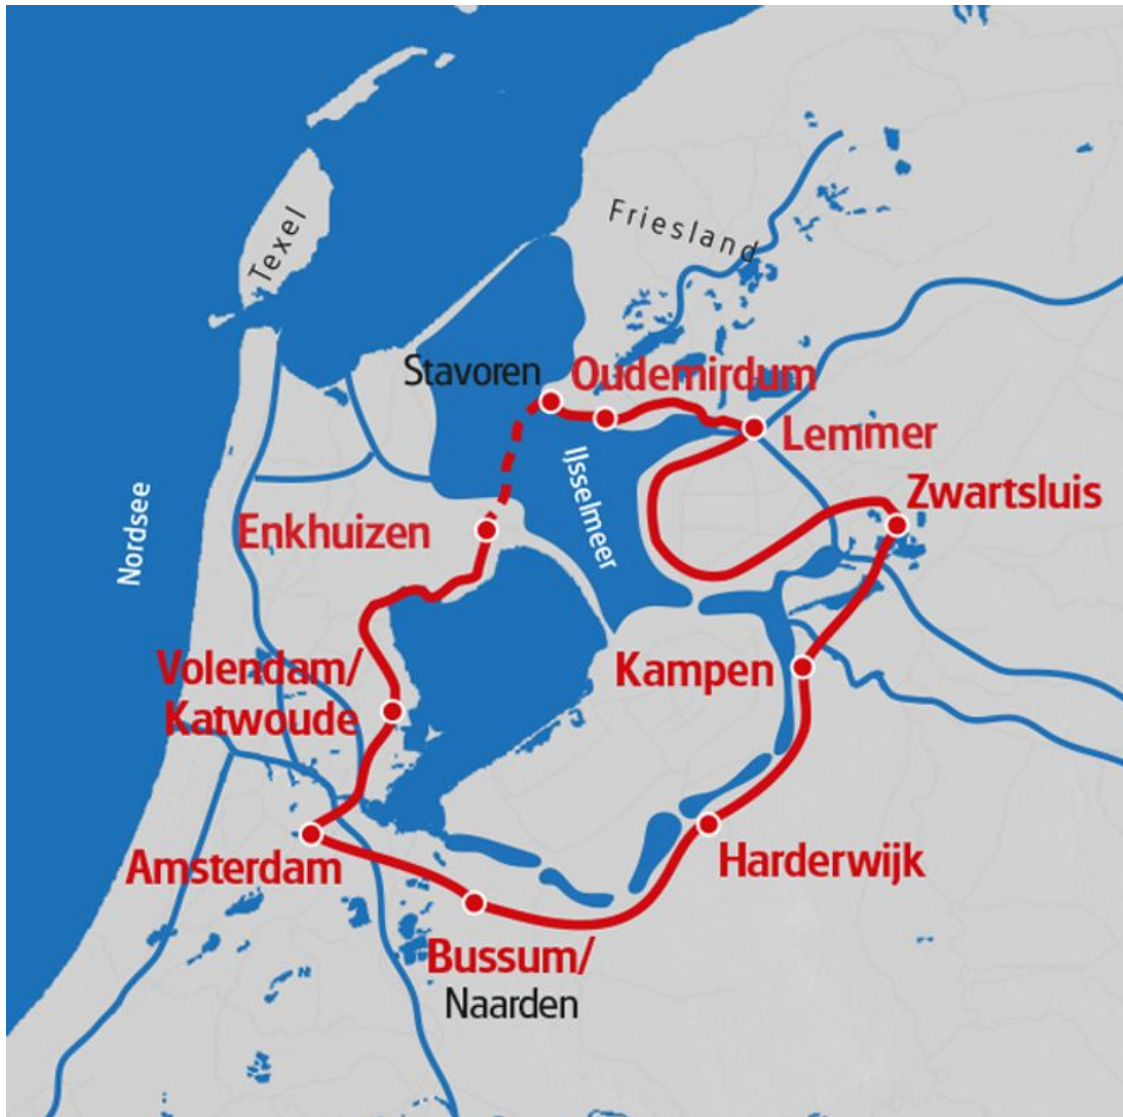 Texel
Friesland
Stavoren
Oudemirdum
Lemmer
IJsselmeer
Zwartsluis
Nordsee
Enkhuizen
Volendam/
Katwoude
Kampen
Amsterdam
Harderwijk
Bussum/
Naarden